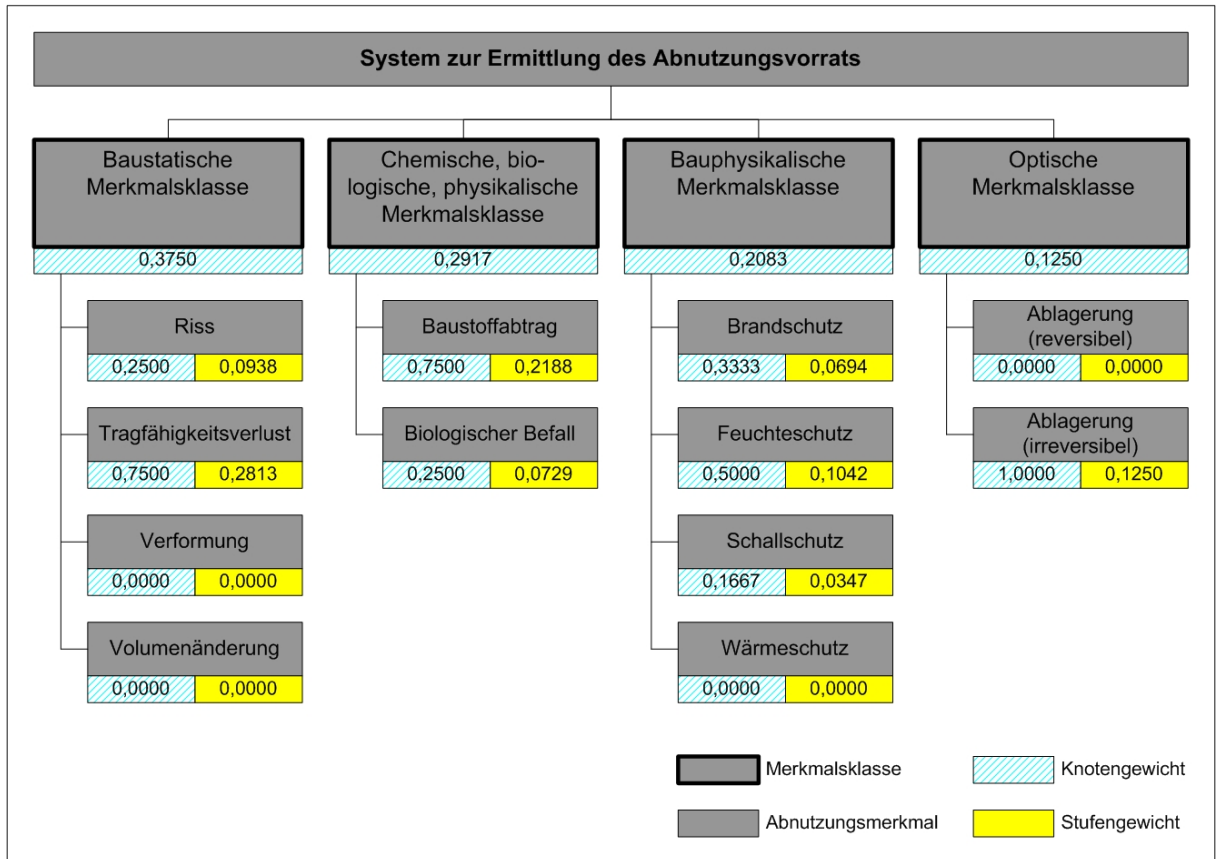 System zur Ermittlung des Abnutzungsvorrats
Baustatische
Merkmalsklasse
0,3750
Riss
0,2500 0,0938
Tragfähigkeitsverlust
0,7500 0,2813
Verformung
0,0000 0,0000
Volumenänderung
0,0000 0,0000
Chemische, bio-
logische, physikalische
Merkmalsklasse
0,2917
Baustoffabtrag
0,7500 0,2188
Biologischer Befall
0,2500 0,0729
Bauphysikalische
Merkmalsklasse
0,2083
Brandschutz
0,3333 0,0694
Feuchteschutz
0,5000 0,1042
Schallschutz
0,1667 0,0347
Wärmeschutz
0,0000 0,0000
Optische
Merkmalsklasse
0,1250
Ablagerung
(reversibel)
0,0000 0,0000
Ablagerung
(irreversibel)
1,0000 0,1250
Merkmalsklasse
Knotengewicht
Abnutzungsmerkmal
Stufengewicht